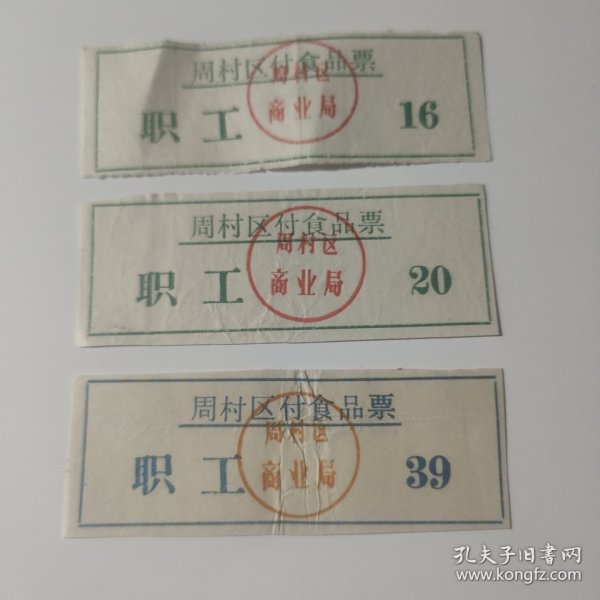 周村区付食品票
周村区
商业局
职工
16
周村区付食品票
周村区
商业局
职工
20
周村区付食品票
周村区
商业局
职工
39
孔夫子旧书网
www.kongfz.com